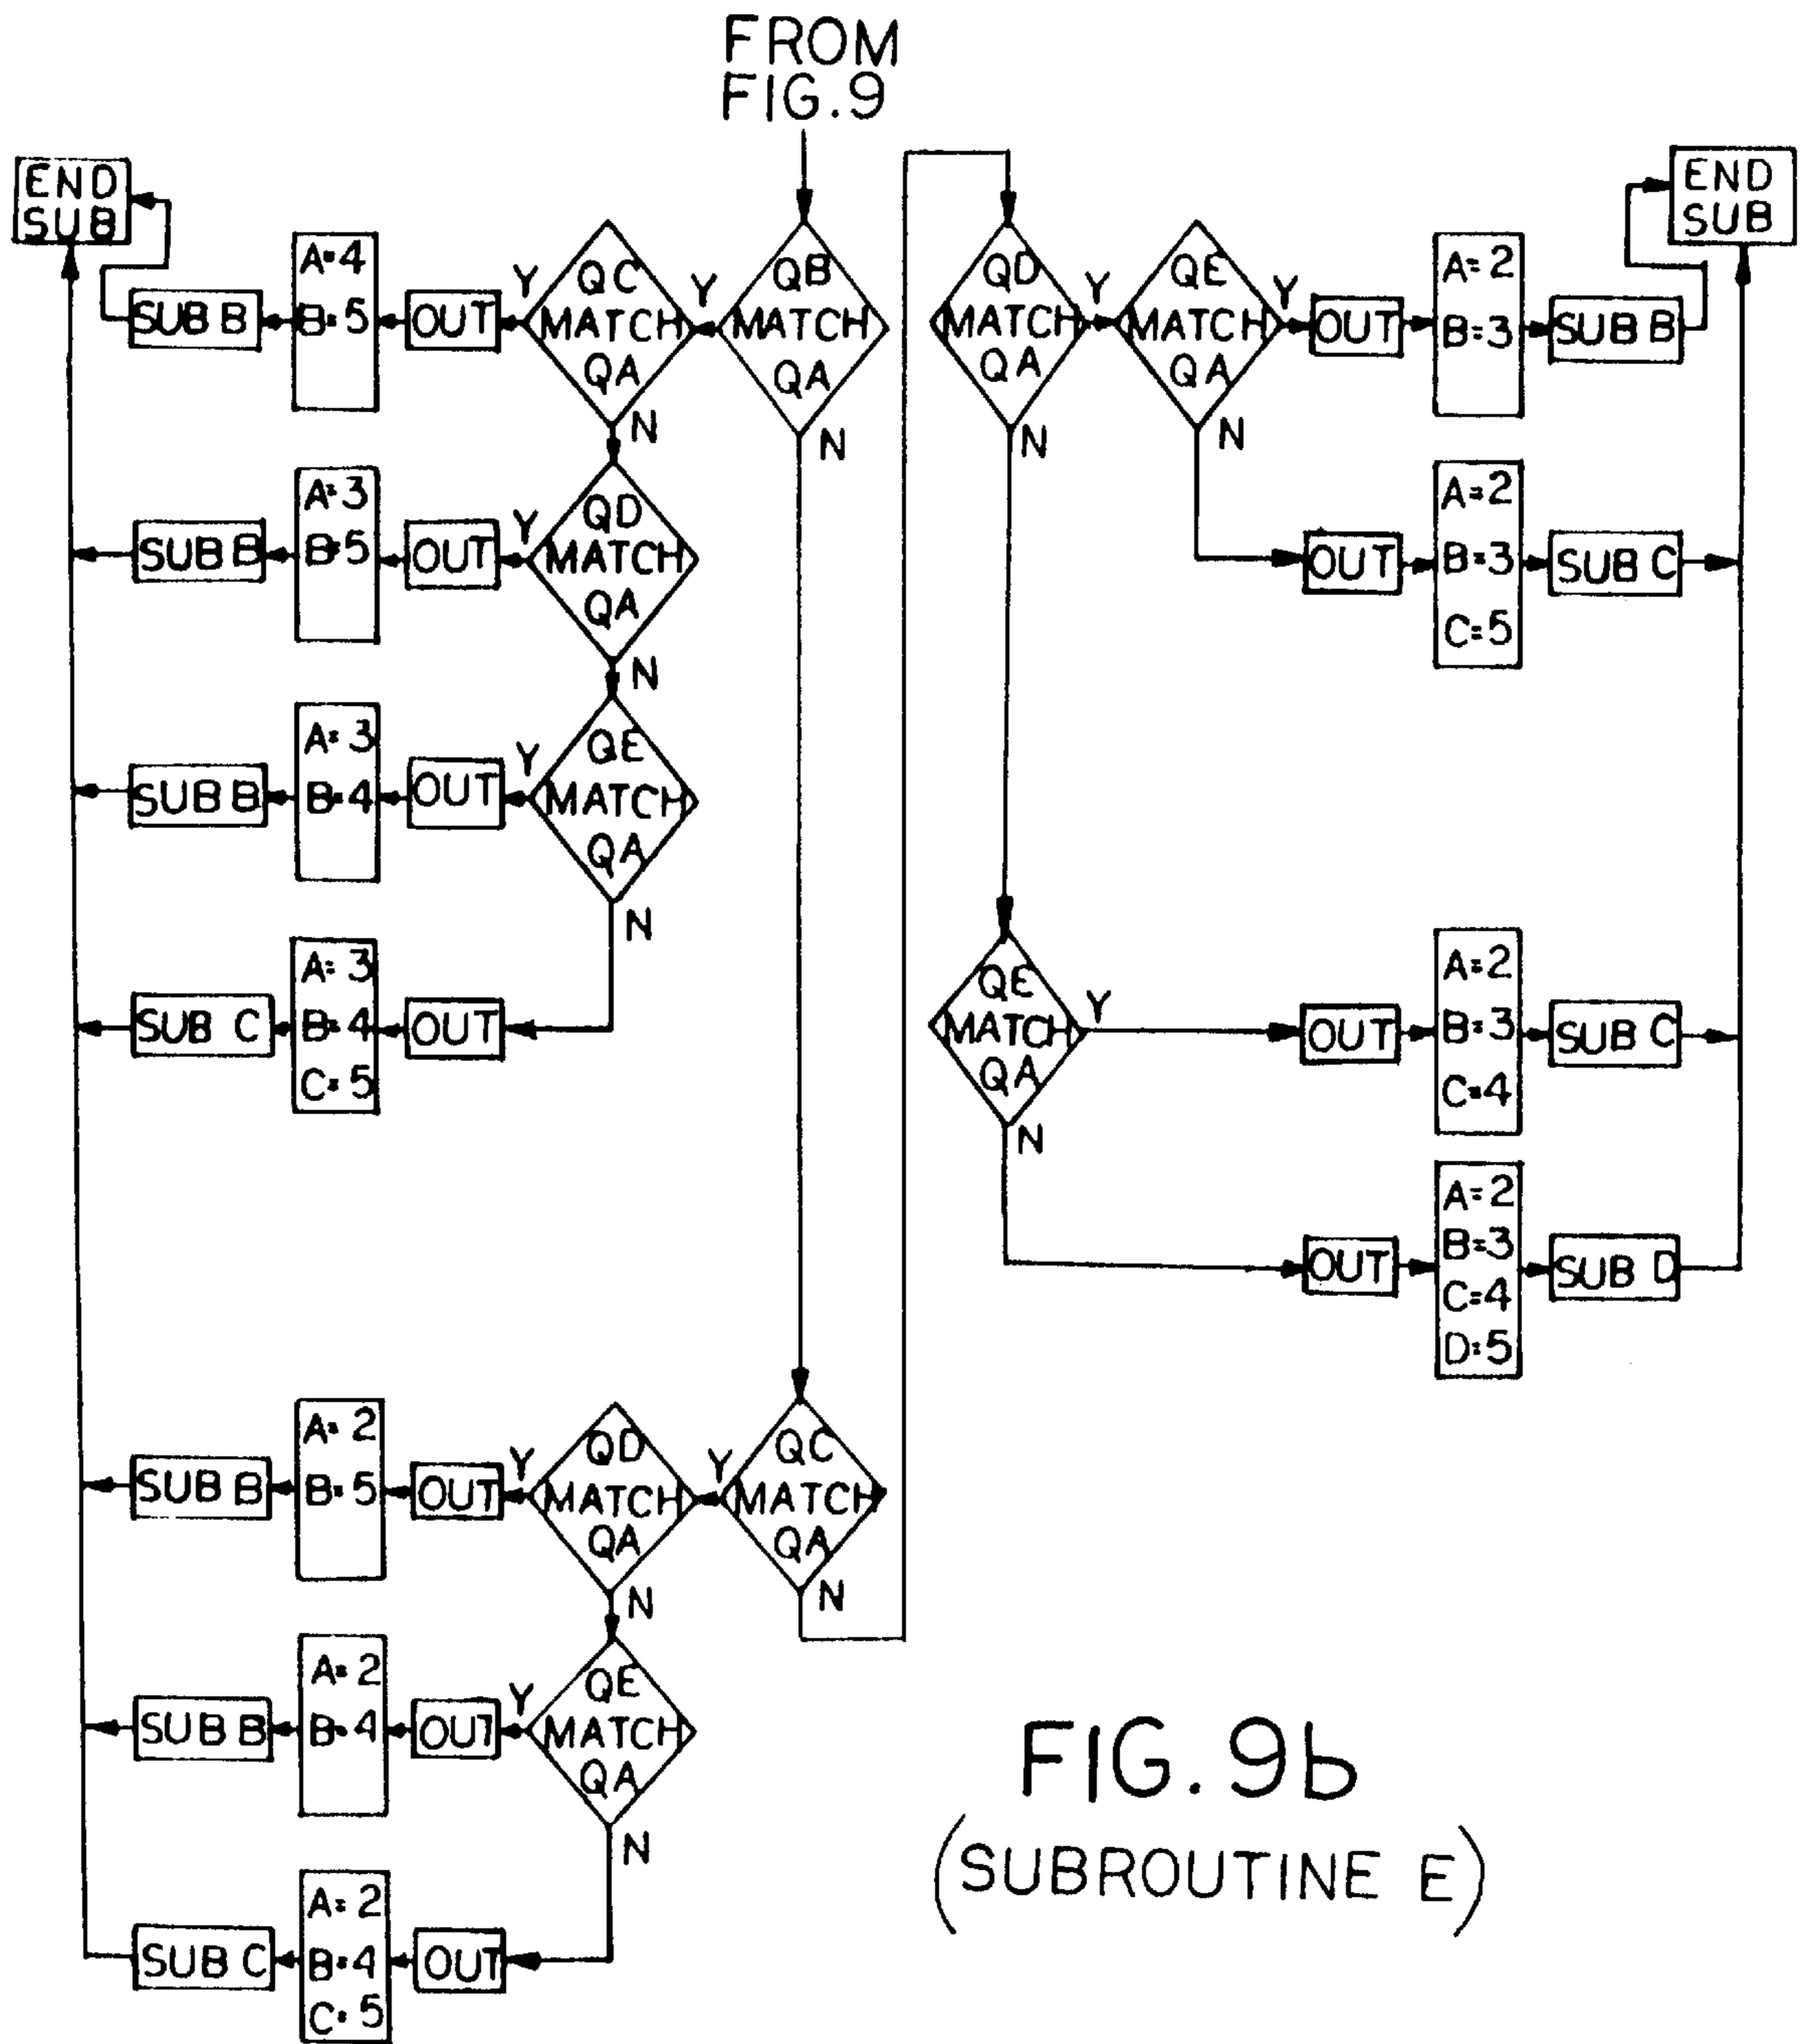 FROM
FIG. 9
END
SUB
SUB B
A=4
B=5
OUT
Y
QC
MATCH
QA
N
Y
QB
MATCH
QA
N
SUB B
A=3
B=5
OUT
Y
QD
MATCH
QA
N
SUB B
A=3
B=4
OUT
Y
QE
MATCH
QA
N
SUB C
A=3
B=4
C=5
OUT
SUB B
A=2
B=5
OUT
Y
QD
MATCH
QA
N
Y
QC
MATCH
QA
N
SUB B
A=2
B=4
OUT
Y
QE
MATCH
QA
N
SUB C
A=2
B=4
C=5
OUT
QD
MATCH
QA
Y
N
QE
MATCH
QA
Y
N
OUT
A=2
B=3
SUB B
END
SUB
OUT
A=2
B=3
C=5
SUB C
QE
MATCH
QA
Y
N
OUT
A=2
B=3
C=4
SUB C
OUT
A=2
B=3
C=4
D=5
SUB D
FIG. 9b
(SUBROUTINE E)